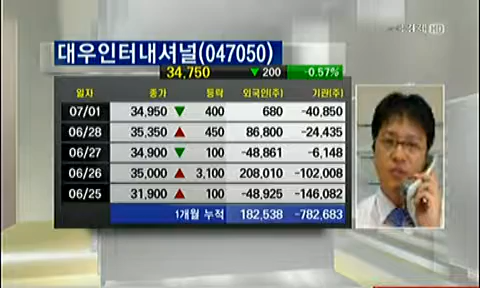 대우인터내셔널(047050)
34,750 ▼ 200 -0.57%
일자 종가 등락 외국인(주) 기관(주)
07/01 34,950 ▼ 400 680 -40,850
06/28 35,350 ▲ 450 86,800 -24,435
06/27 34,900 ▼ 100 -48,861 -6,148
06/26 35,000 ▲ 3,100 208,010 -102,008
06/25 31,900 ▲ 100 -48,925 -146,082
1개월 누적 182,538 -782,683